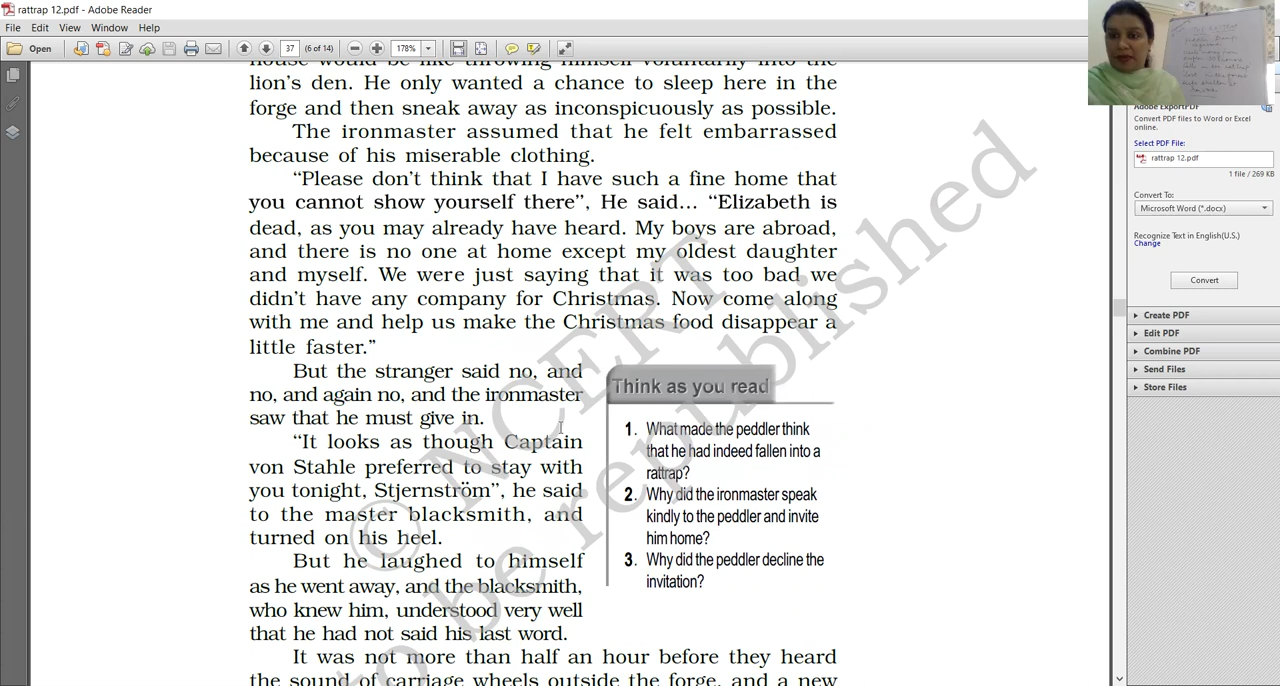 rattrap 12.pdf - Adobe Reader
File Edit View Window Help
Open 37 (6 of 14) 178%
house would be like throwing himself voluntarily into the
lion's den. He only wanted a chance to sleep here in the
forge and then sneak away as inconspicuously as possible.
The ironmaster assumed that he felt embarrassed
because of his miserable clothing.
“Please don't think that I have such a fine home that
you cannot show yourself there”, He said... “Elizabeth is
dead, as you may already have heard. My boys are abroad,
and there is no one at home except my oldest daughter
and myself. We were just saying that it was too bad we
didn't have any company for Christmas. Now come along
with me and help us make the Christmas food disappear a
little faster.”
But the stranger said no, and
no, and again no, and the ironmaster
saw that he must give in.
“It looks as though Captain
von Stahle preferred to stay with
you tonight, Stjernström”, he said
to the master blacksmith, and
turned on his heel.
But he laughed to himself
as he went away, and the blacksmith,
who knew him, understood very well
that he had not said his last word.
It was not more than half an hour before they heard
the sound of carriage wheels outside the forge, and a new
Think as you read
1. What made the peddler think
that he had indeed fallen into a
rattrap?
2. Why did the ironmaster speak
kindly to the peddler and invite
him home?
3. Why did the peddler decline the
invitation?
© NCERT
to be republished
Adobe ExportPDF
Convert PDF files to Word or Excel
online.
Select PDF File:
rattrap 12.pdf
1 file / 269 KB
Convert To:
Microsoft Word (*.docx)
Recognize Text in English(U.S.)
Change
Convert
Create PDF
Edit PDF
Combine PDF
Send Files
Store Files